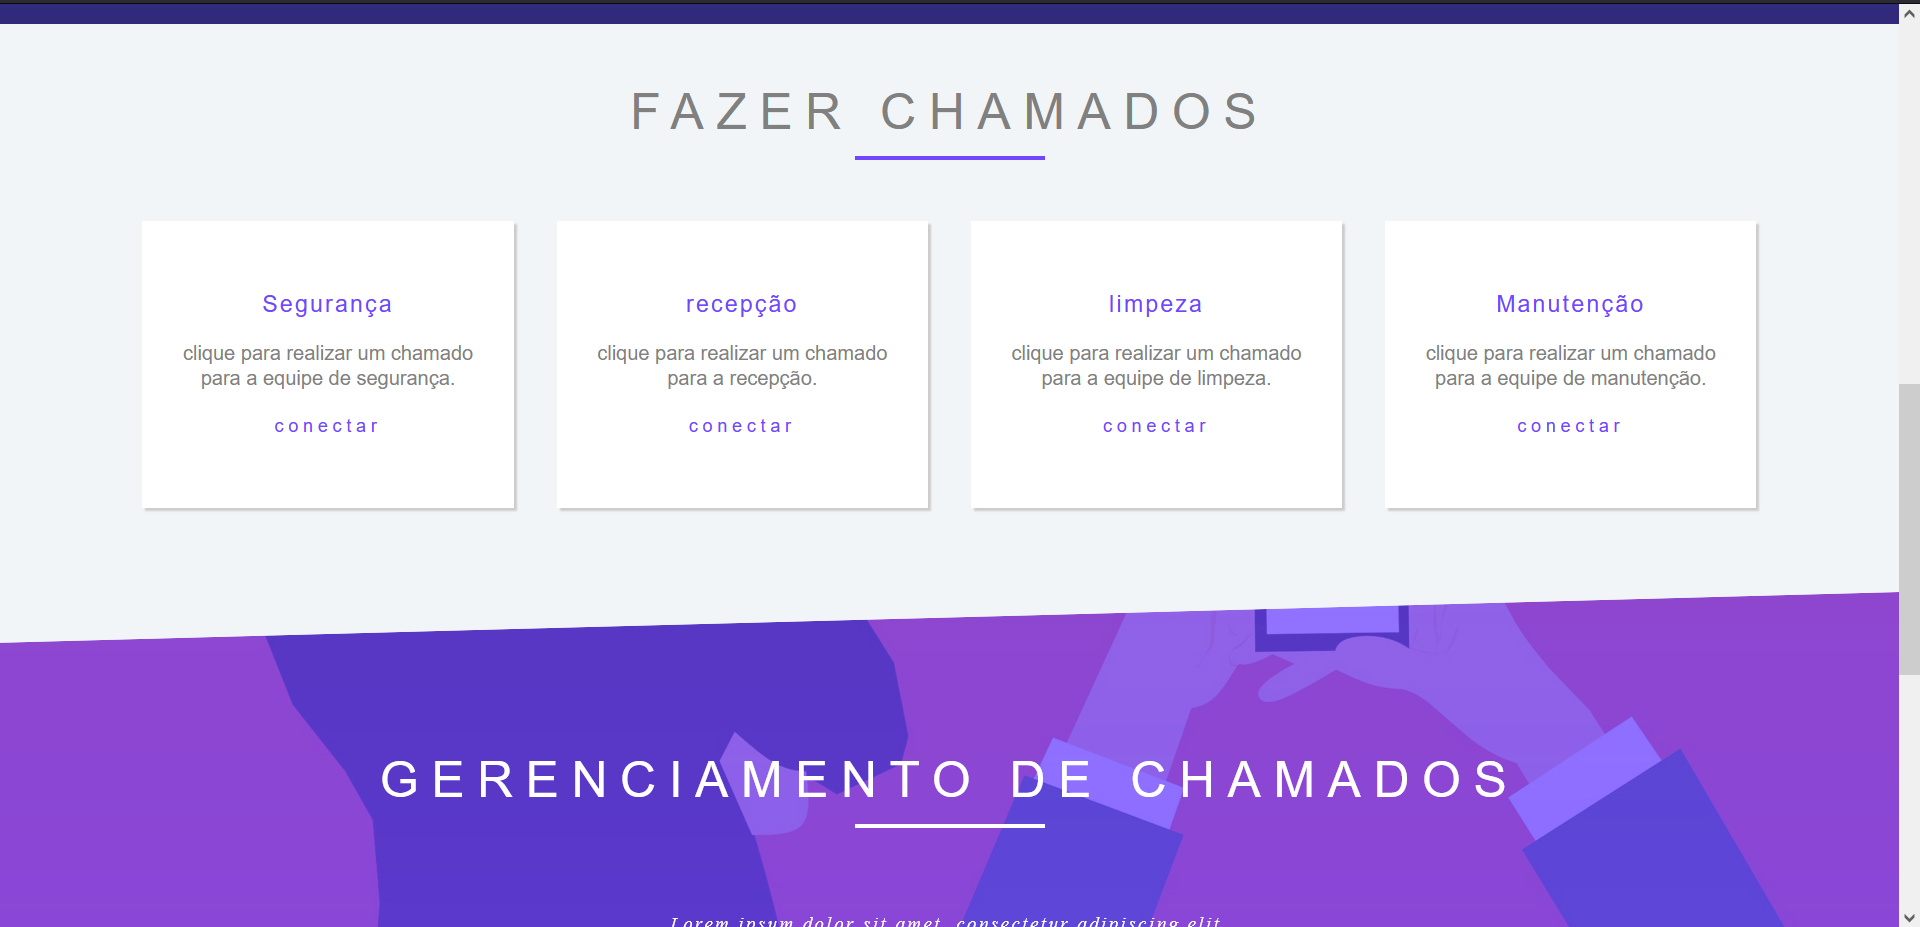 FAZER CHAMADOS
Segurança
clique para realizar um chamado
para a equipe de segurança.
conectar
recepção
clique para realizar um chamado
para a recepção.
conectar
limpeza
clique para realizar um chamado
para a equipe de limpeza.
conectar
Manutenção
clique para realizar um chamado
para a equipe de manutenção.
conectar
GERENCIAMENTO DE CHAMADOS
Lorem ipsum dolor sit amet, consectetur adipiscing elit